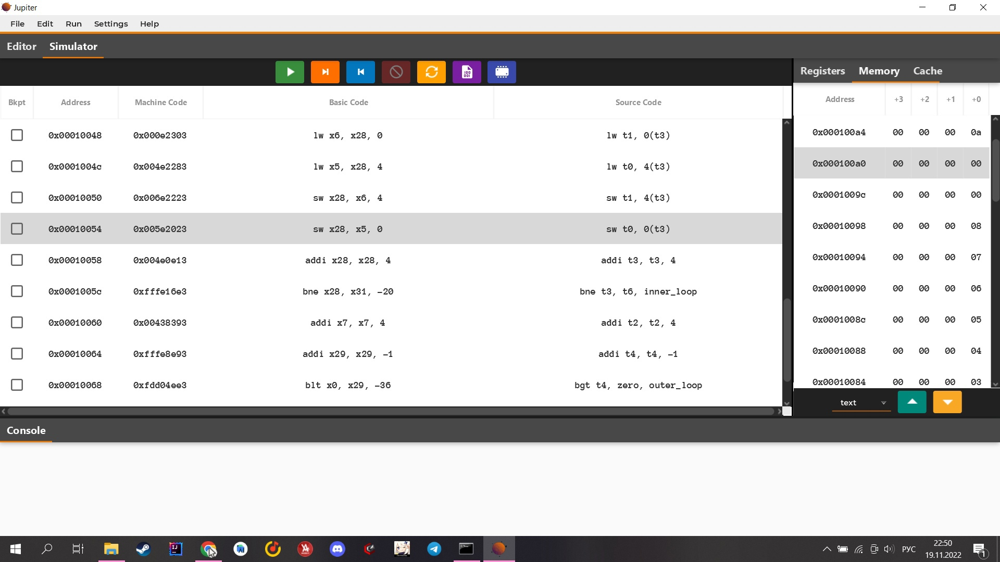 Jupiter
File Edit Run Settings Help
Editor Simulator
Registers Memory Cache
Bkpt Address Machine Code Basic Code Source Code
0x00010048 0x000e2303 lw x6, x28, 0 lw t1, 0(t3)
0x0001004c 0x004e2283 lw x5, x28, 4 lw t0, 4(t3)
0x00010050 0x006e2223 sw x28, x6, 4 sw t1, 4(t3)
0x00010054 0x005e2023 sw x28, x5, 0 sw t0, 0(t3)
0x00010058 0x004e0e13 addi x28, x28, 4 addi t3, t3, 4
0x0001005c 0xfffe16e3 bne x28, x31, -20 bne t3, t6, inner_loop
0x00010060 0x00438393 addi x7, x7, 4 addi t2, t2, 4
0x00010064 0xfffe8e93 addi x29, x29, -1 addi t4, t4, -1
0x00010068 0xfdd04ee3 blt x0, x29, -36 bgt t4, zero, outer_loop
Address +3 +2 +1 +0
0x000100a4 00 00 00 0a
0x000100a0 00 00 00 00
0x0001009c 00 00 00 00
0x00010098 00 00 00 08
0x00010094 00 00 00 07
0x00010090 00 00 00 06
0x0001008c 00 00 00 05
0x00010088 00 00 00 04
0x00010084 00 00 00 03
text
Console
РУС
22:50
19.11.2022
1